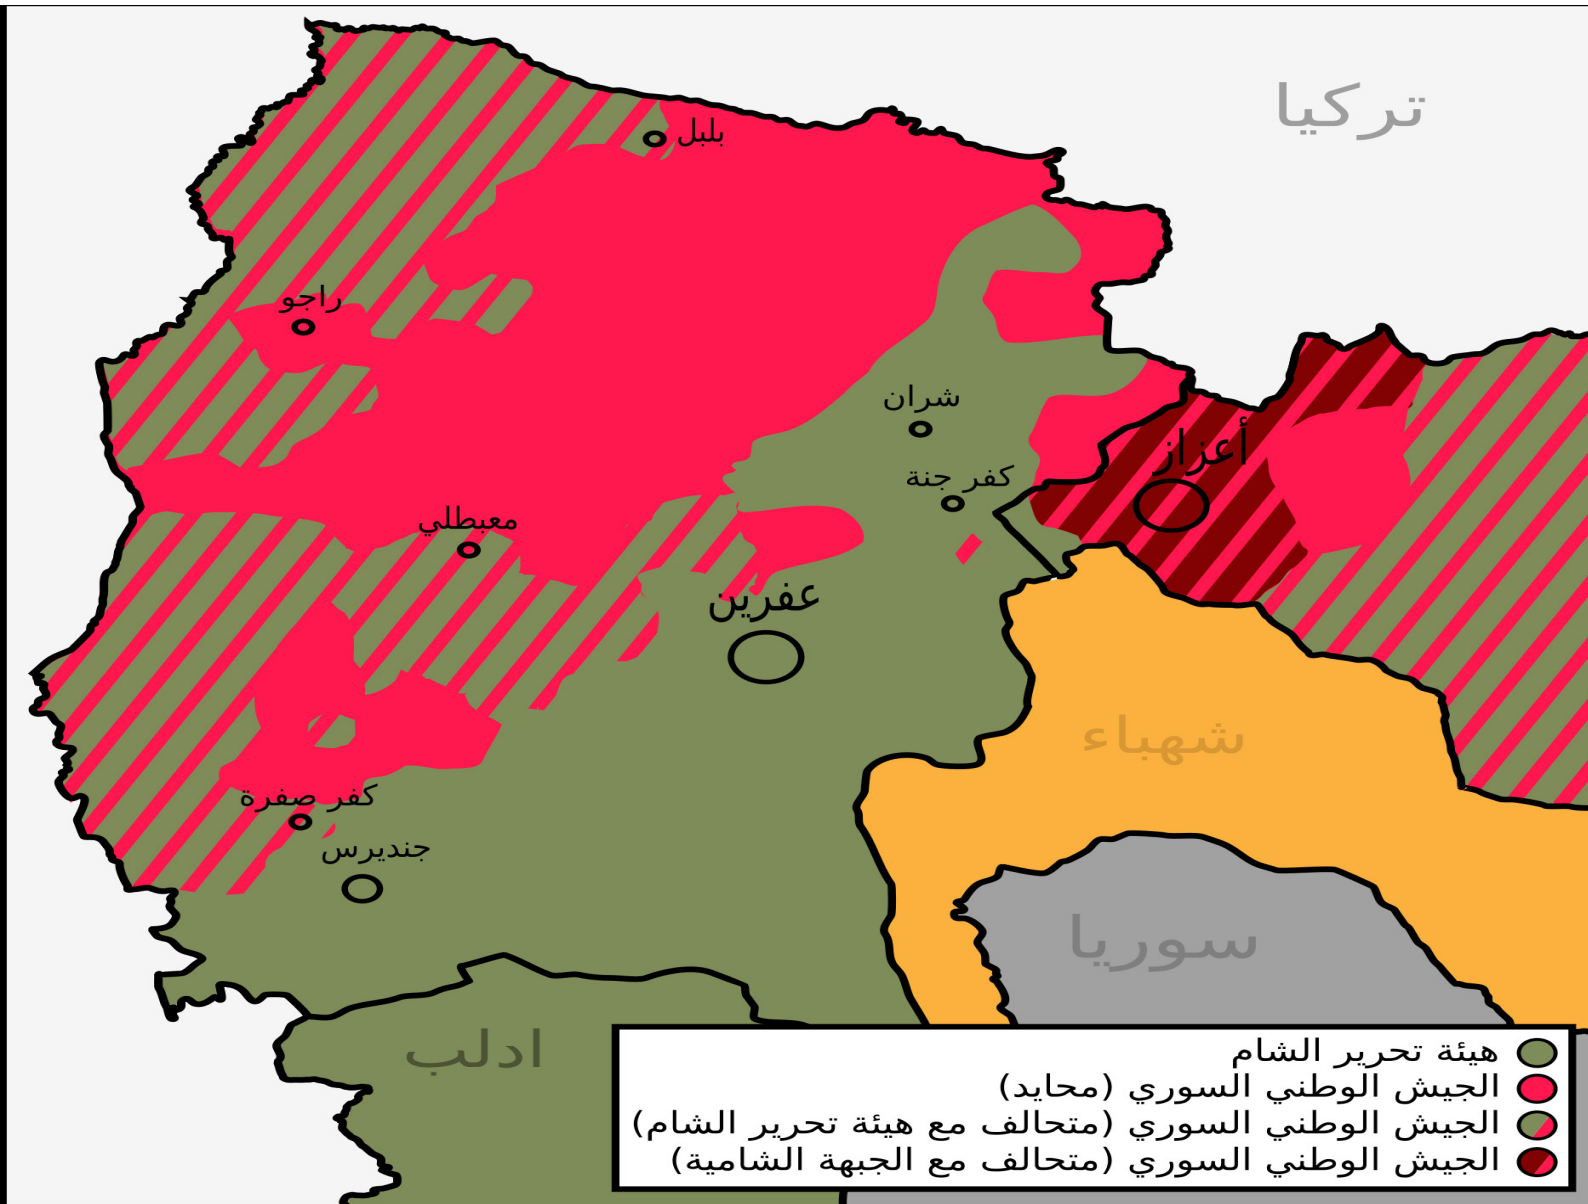 تركيا
بلبل
راجو
شران
أعزاز
كفر جنة
معبطلي
عفرين
شهباء
كفر صفرة
جنديرس
سوريا
ادلب
هيئة تحرير الشام
الجيش الوطني السوري (محايد)
الجيش الوطني السوري (متحالف مع هيئة تحرير الشام)
الجيش الوطني السوري (متحالف مع الجبهة الشامية)